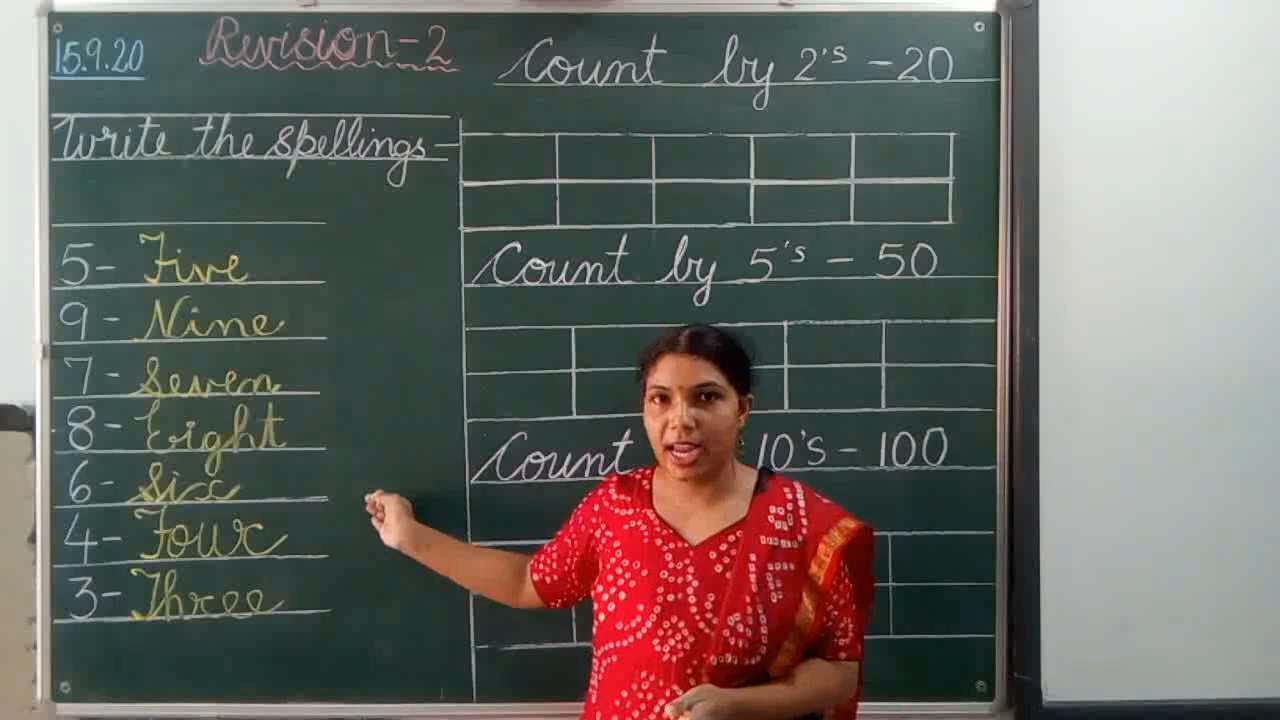 15.9.20
Revision-2
Write the spellings-
5- Five
9- Nine
7- Seven
8- Eight
6- Six
4- Four
3- Three
Count by 2's -20
Count by 5's - 50
Count 10's - 100